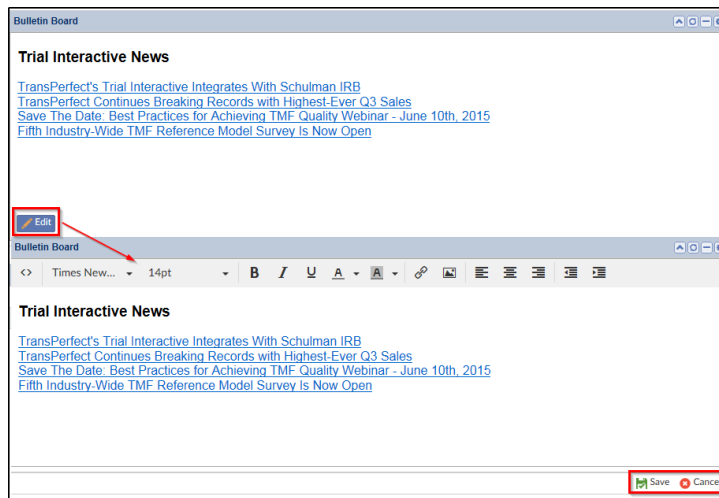 Bulletin Board
Trial Interactive News
TransPerfect's Trial Interactive Integrates With Schulman IRB
TransPerfect Continues Breaking Records with Highest-Ever Q3 Sales
Save The Date: Best Practices for Achieving TMF Quality Webinar - June 10th, 2015
Fifth Industry-Wide TMF Reference Model Survey Is Now Open
Edit
Bulletin Board
<> Times New... 14pt B I U A A
Trial Interactive News
TransPerfect's Trial Interactive Integrates With Schulman IRB
TransPerfect Continues Breaking Records with Highest-Ever Q3 Sales
Save The Date: Best Practices for Achieving TMF Quality Webinar - June 10th, 2015
Fifth Industry-Wide TMF Reference Model Survey Is Now Open
Save Cance